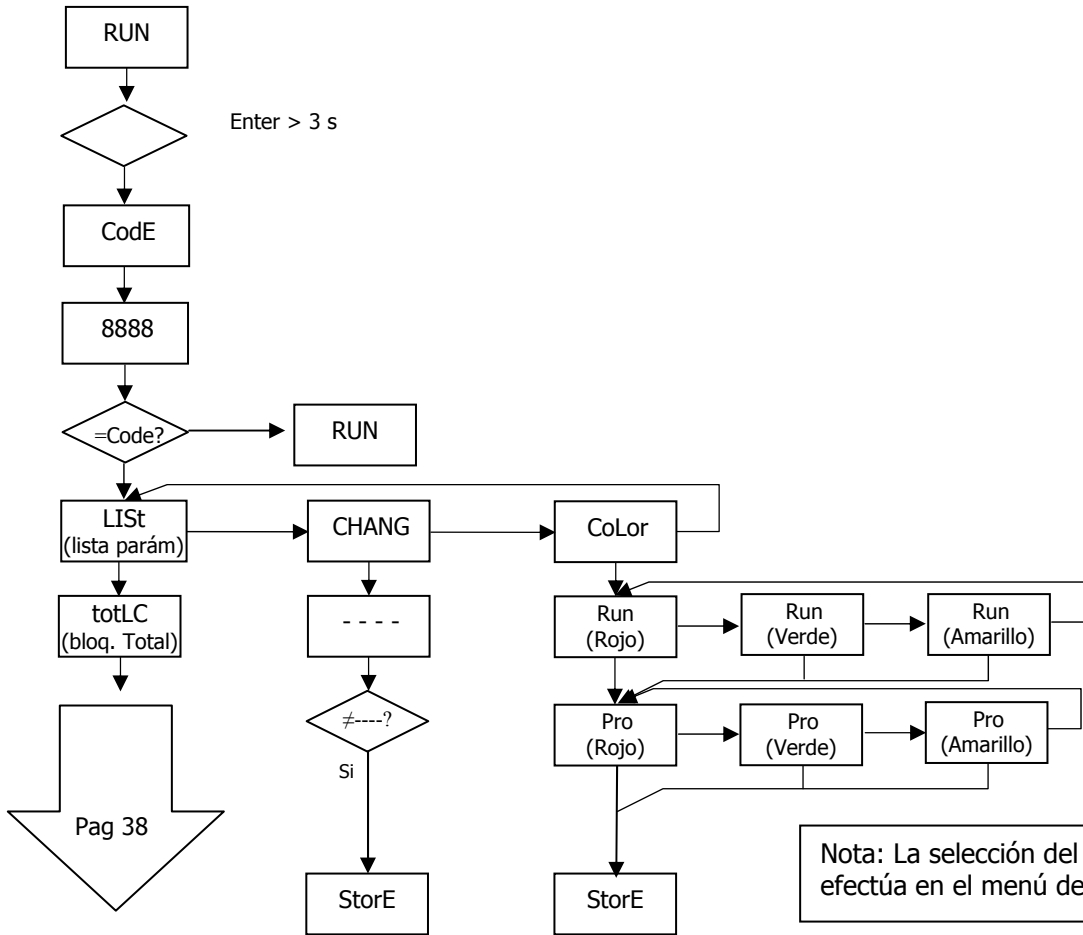 RUN
Enter > 3 s
CodE
8888
=Code?
RUN
LISt
(lista parám)
CHANG
CoLor
totLC
(bloq. Total)
- - - -
Run
(Rojo)
Run
(Verde)
Run
(Amarillo)
≠----?
Pro
(Rojo)
Pro
(Verde)
Pro
(Amarillo)
Si
Pag 38
StorE
StorE
Nota: La selección del
efectúa en el menú de